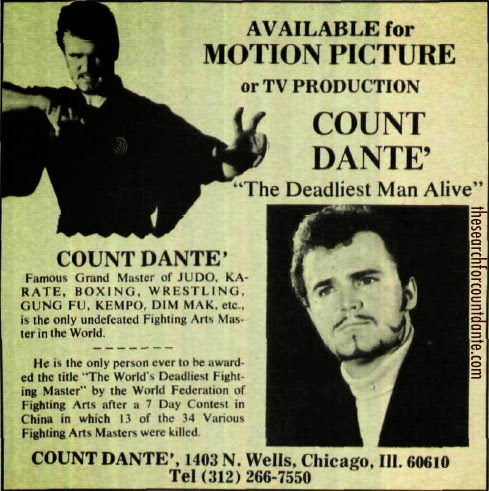 AVAILABLE for
MOTION PICTURE
or TV PRODUCTION
COUNT
DANTE'
"The Deadliest Man Alive"
COUNT DANTE'
Famous Grand Master of JUDO, KA-
RATE, BOXING, WRESTLING,
GUNG FU, KEMPO, DIM MAK, etc.,
is the only undefeated Fighting Arts Mas-
ter in the World.
He is the only person ever to be award-
ed the title "The World's Deadliest Fight-
ing Master" by the World Federation of
Fighting Arts after a 7 Day Contest in
China in which 13 of the 34 Various
Fighting Arts Masters were killed.
COUNT DANTE', 1403 N. Wells, Chicago, Ill. 60610
Tel (312) 266-7550
thesearchforcountdante.com